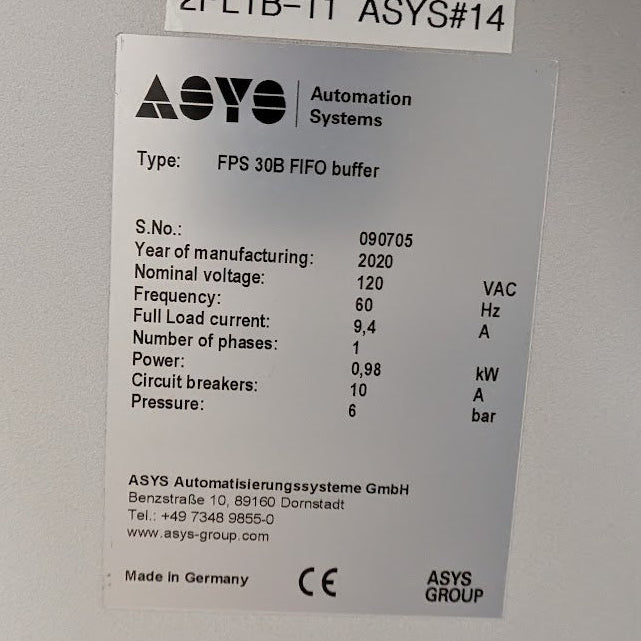 2FLTB-T1 ASYS#14
ASYS Automation
Systems
Type: FPS 30B FIFO buffer
S.No.: 090705
Year of manufacturing: 2020
Nominal voltage: 120 VAC
Frequency: 60 Hz
Full Load current: 9,4 A
Number of phases: 1
Power: 0,98 kW
Circuit breakers: 10 A
Pressure: 6 bar
ASYS Automatisierungssysteme GmbH
Benzstraße 10, 89160 Dornstadt
Tel.: +49 7348 9855-0
www.asys-group.com
Made in Germany CE ASYS
GROUP